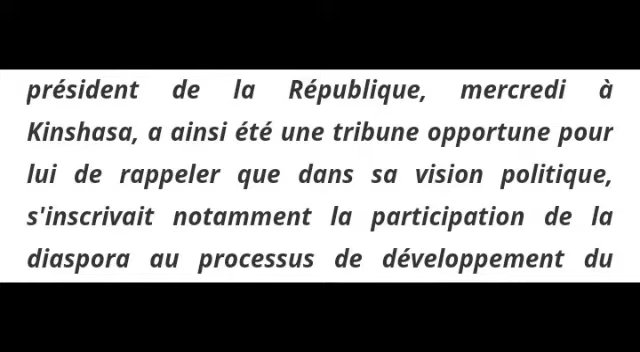 président de la République, mercredi à
Kinshasa, a ainsi été une tribune opportune pour
lui de rappeler que dans sa vision politique,
s'inscrivait notamment la participation de la
diaspora au processus de développement du